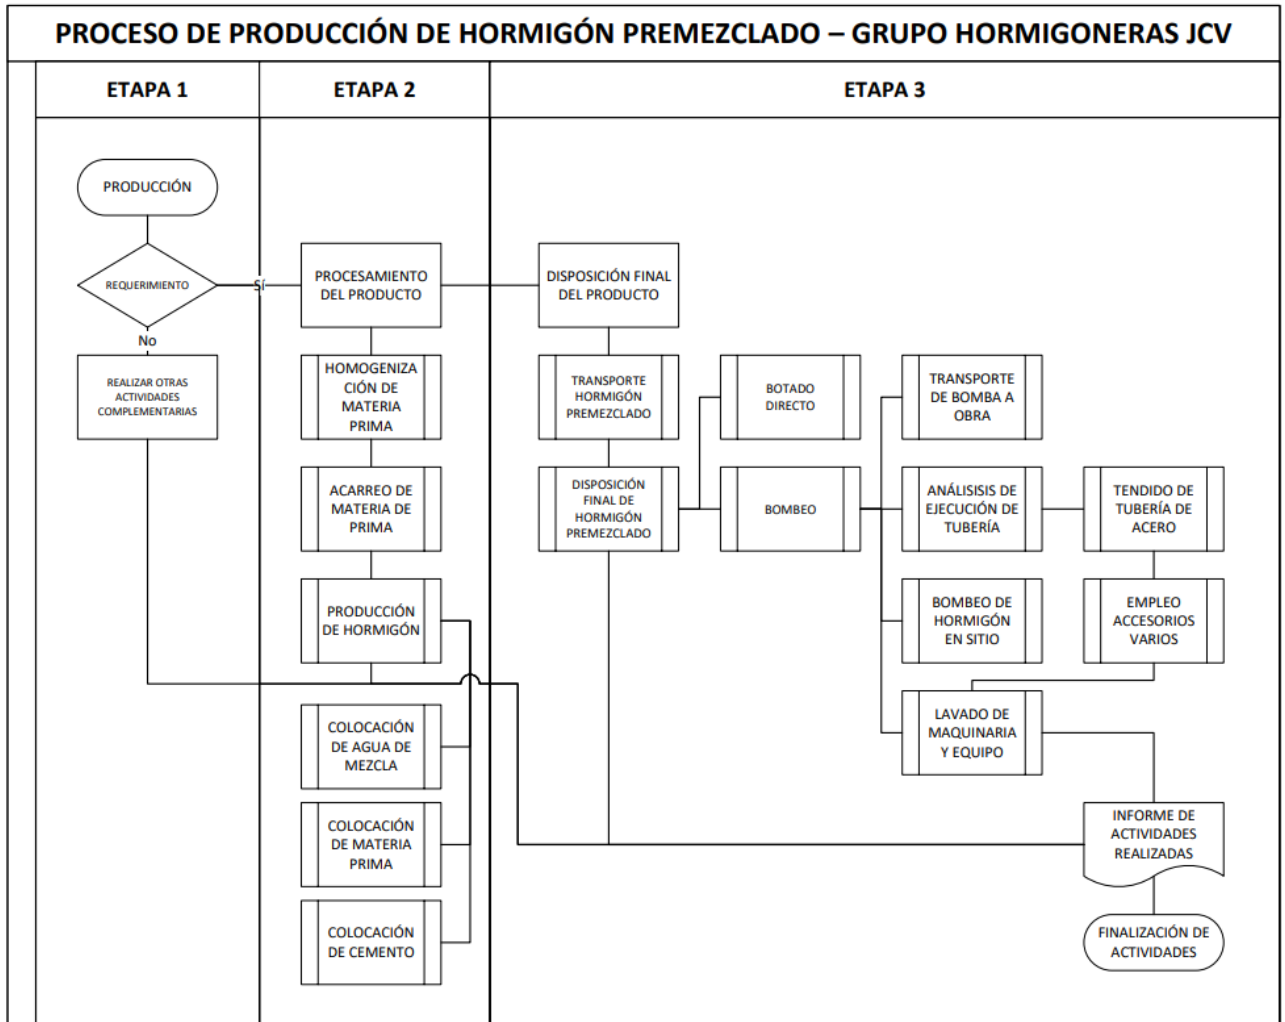 PROCESO DE PRODUCCIÓN DE HORMIGÓN PREMEZCLADO – GRUPO HORMIGONERAS JCV
ETAPA 1
ETAPA 2
ETAPA 3
PRODUCCIÓN
REQUERIMIENTO
Sí
No
REALIZAR OTRAS
ACTIVIDADES
COMPLEMENTARIAS
PROCESAMIENTO
DEL PRODUCTO
HOMOGENIZA
CIÓN DE
MATERIA
PRIMA
ACARREO DE
MATERIA DE
PRIMA
PRODUCCIÓN
DE HORMIGÓN
COLOCACIÓN
DE AGUA DE
MEZCLA
COLOCACIÓN
DE MATERIA
PRIMA
COLOCACIÓN
DE CEMENTO
DISPOSICIÓN FINAL
DEL PRODUCTO
TRANSPORTE
HORMIGÓN
PREMEZCLADO
DISPOSICIÓN
FINAL DE
HORMIGÓN
PREMEZCLADO
BOTADO
DIRECTO
BOMBEO
TRANSPORTE
DE BOMBA A
OBRA
ANÁLISISIS DE
EJECUCIÓN DE
TUBERÍA
BOMBEO DE
HORMIGÓN
EN SITIO
LAVADO DE
MAQUINARIA
Y EQUIPO
TENDIDO DE
TUBERÍA DE
ACERO
EMPLEO
ACCESORIOS
VARIOS
INFORME DE
ACTIVIDADES
REALIZADAS
FINALIZACIÓN DE
ACTIVIDADES